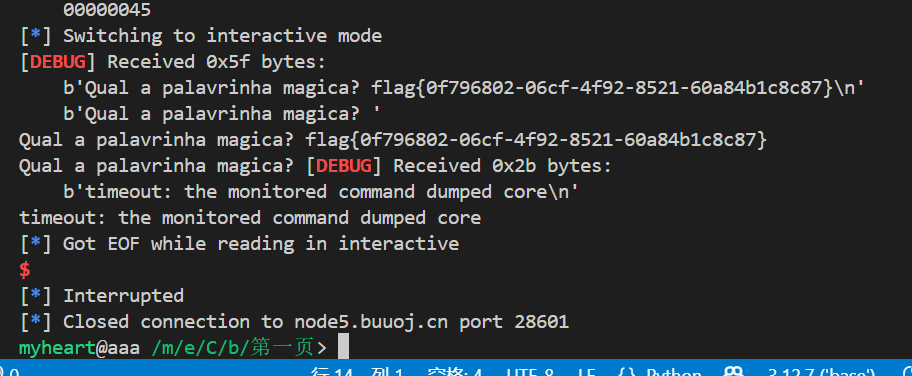 00000045
[*] Switching to interactive mode
[DEBUG] Received 0x5f bytes:
b'Qual a palavrinha magica? flag{0f796802-06cf-4f92-8521-60a84b1c8c87}\n'
b'Qual a palavrinha magica? '
Qual a palavrinha magica? flag{0f796802-06cf-4f92-8521-60a84b1c8c87}
Qual a palavrinha magica? [DEBUG] Received 0x2b bytes:
b'timeout: the monitored command dumped core\n'
timeout: the monitored command dumped core
[*] Got EOF while reading in interactive
$
[*] Interrupted
[*] Closed connection to node5.buuoj.cn port 28601
myheart@aaa /m/e/C/b/第一页>
0 行 14, 列 1 空格: 4 UTF-8 LF {} Python 3.12.7 ('base')